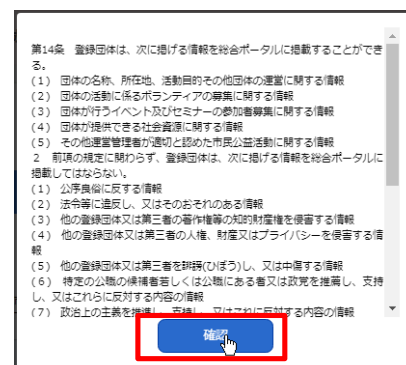 第14条　登録団体は、次に掲げる情報を総合ポータルに掲載することができ
る。
(1)　団体の名称、所在地、活動目的その他団体の運営に関する情報
(2)　団体の活動に係るボランティアの募集に関する情報
(3)　団体が行うイベント及びセミナーの参加者募集に関する情報
(4)　団体が提供できる社会資源に関する情報
(5)　その他運営管理者が適切と認めた市民公益活動に関する情報
2　前項の規定に関わらず、登録団体は、次に掲げる情報を総合ポータルに
掲載してはならない。
(1)　公序良俗に反する情報
(2)　法令等に違反し、又はそのおそれのある情報
(3)　他の登録団体又は第三者の著作権等の知的財産権を侵害する情報
(4)　他の登録団体又は第三者の人権、財産又はプライバシーを侵害する情
報
(5)　他の登録団体又は第三者を誹謗(ひぼう)し、又は中傷する情報
(6)　特定の公職の候補者若しくは公職にある者又は政党を推薦し、支持
し、又はこれらに反対する内容の情報
(7)　政治上の主義を推進し、支持し、又はこれに反対する内容の情報
確認